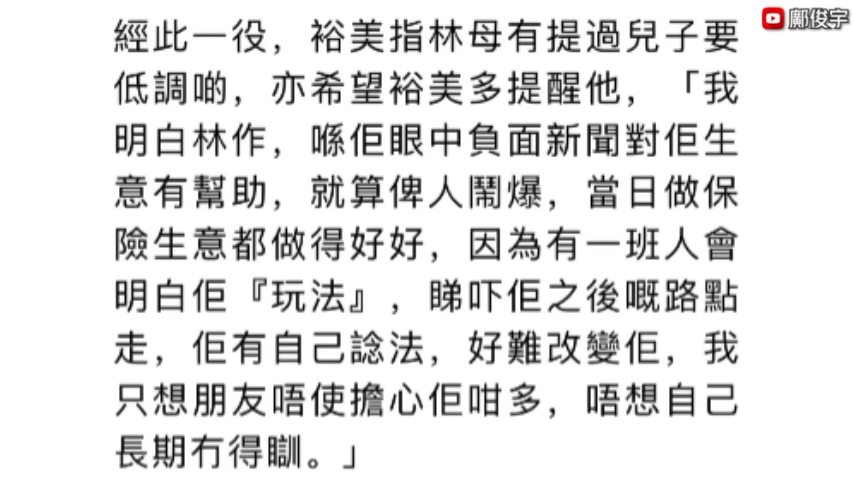 鄺俊宇
經此一役，裕美指林母有提過兒子要
低調啲，亦希望裕美多提醒他，「我
明白林作，喺佢眼中負面新聞對佢生
意有幫助，就算俾人鬧爆，當日做保
險生意都做得好好，因為有一班人會
明白佢『玩法』，睇吓佢之後嘅路點
走，佢有自己諗法，好難改變佢，我
只想朋友唔使擔心佢咁多，唔想自己
長期冇得瞓。」